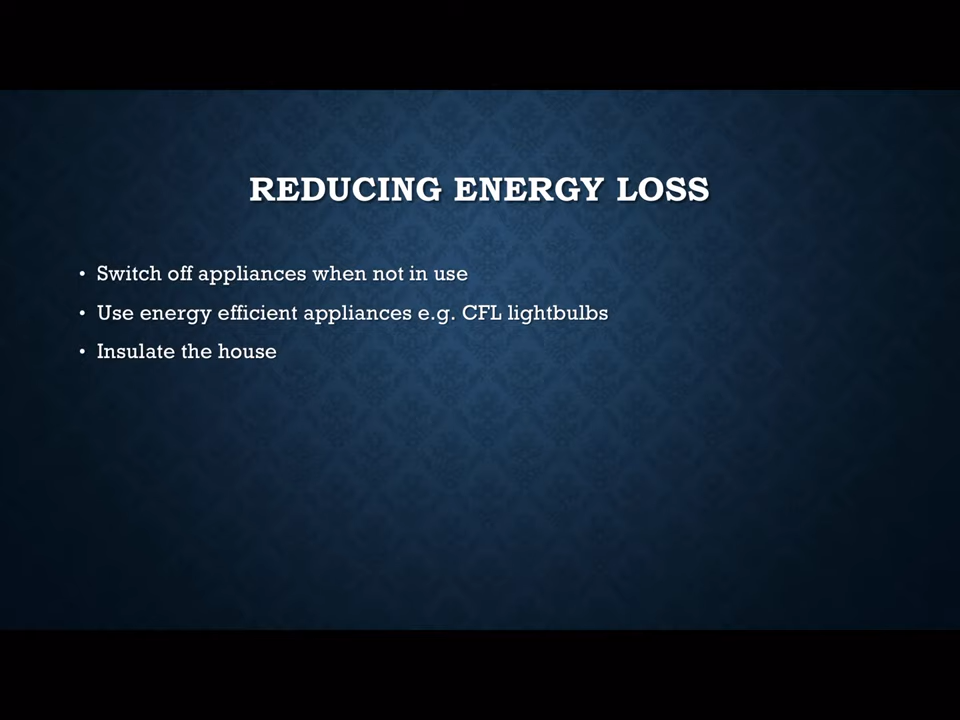 REDUCING ENERGY LOSS
• Switch off appliances when not in use
• Use energy efficient appliances e.g. CFL lightbulbs
• Insulate the house